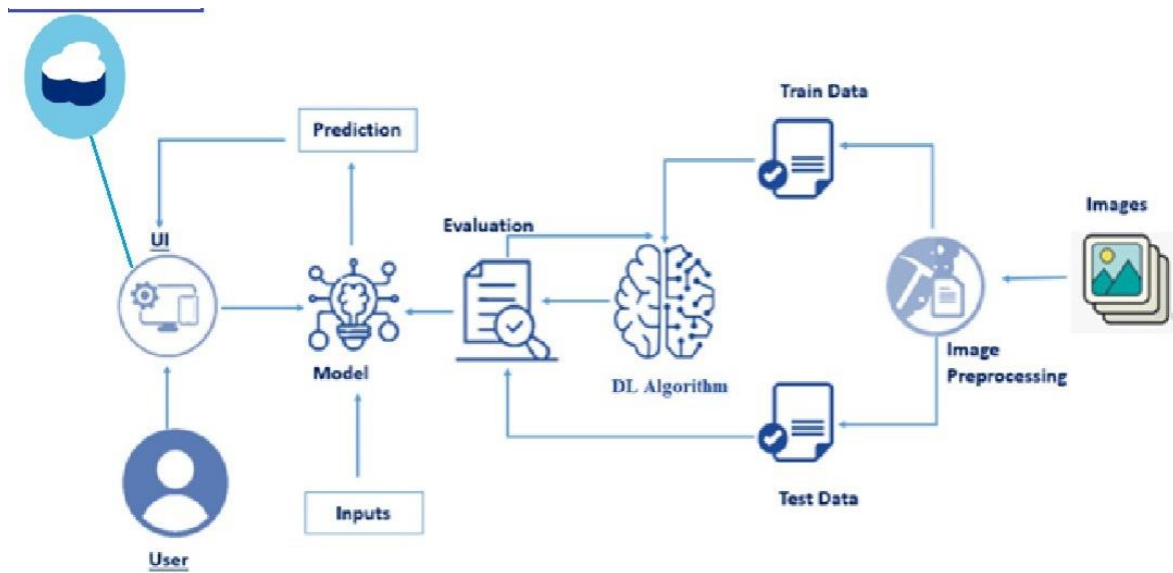 Train Data
Prediction
Images
Evaluation
UI
Image
Preprocessing
Model
DL Algorithm
Test Data
Inputs
User